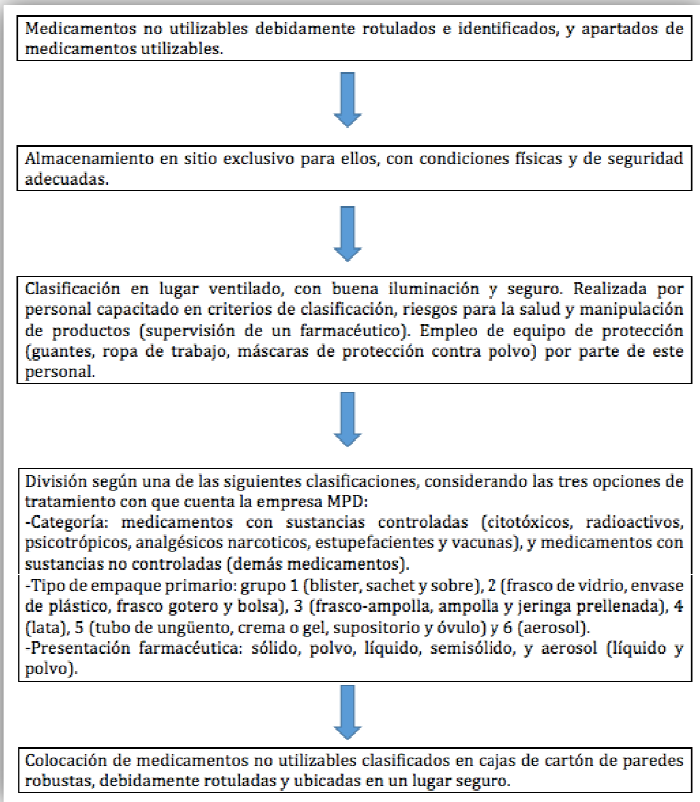 Medicamentos no utilizables debidamente rotulados e identificados, y apartados de
medicamentos utilizables.
Almacenamiento en sitio exclusivo para ellos, con condiciones físicas y de seguridad
adecuadas.
Clasificación en lugar ventilado, con buena iluminación y seguro. Realizada por
personal capacitado en criterios de clasificación, riesgos para la salud y manipulación
de productos (supervisión de un farmacéutico). Empleo de equipo de protección
(guantes, ropa de trabajo, máscaras de protección contra polvo) por parte de este
personal.
División según una de las siguientes clasificaciones, considerando las tres opciones de
tratamiento con que cuenta la empresa MPD:
-Categoría: medicamentos con sustancias controladas (citotóxicos, radioactivos,
psicotrópicos, analgésicos narcoticos, estupefacientes y vacunas), y medicamentos con
sustancias no controladas (demás medicamentos).
-Tipo de empaque primario: grupo 1 (blister, sachet y sobre), 2 (frasco de vidrio, envase
de plástico, frasco gotero y bolsa), 3 (frasco-ampolla, ampolla y jeringa prellenada), 4
(lata), 5 (tubo de ungüento, crema o gel, supositorio y óvulo) y 6 (aerosol).
-Presentación farmacéutica: sólido, polvo, líquido, semisólido, y aerosol (líquido y
polvo).
Colocación de medicamentos no utilizables clasificados en cajas de cartón de paredes
robustas, debidamente rotuladas y ubicadas en un lugar seguro.